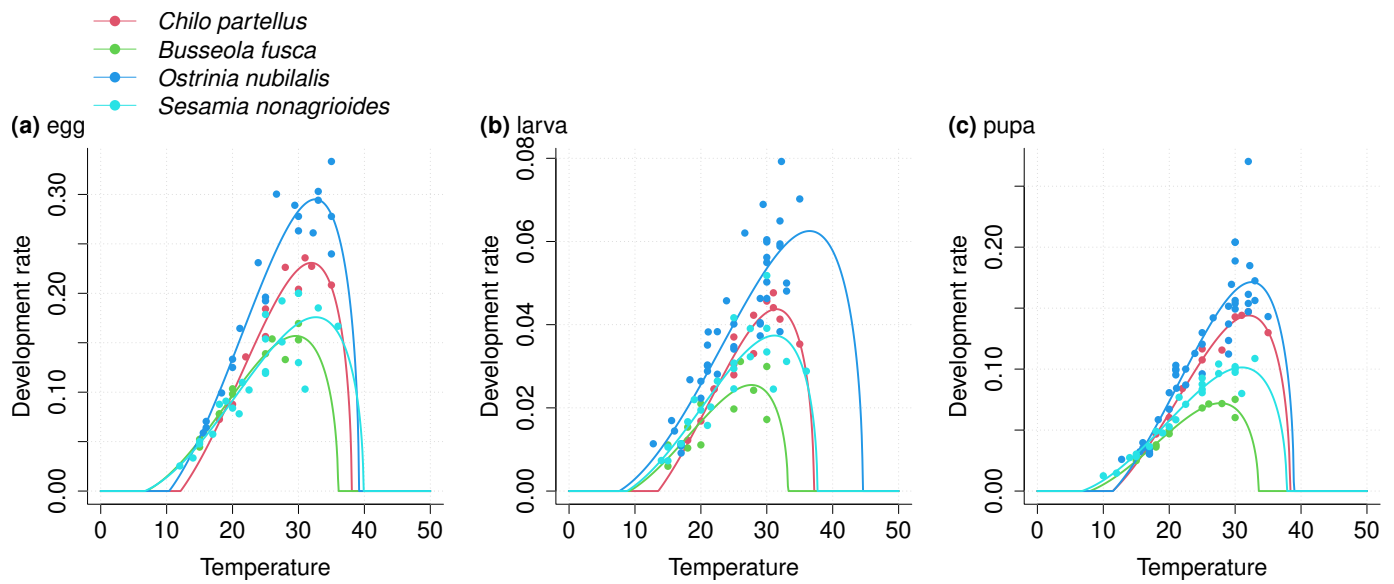 Chilo partellus
Busseola fusca
Ostrinia nubilalis
Sesamia nonagrioides
(a) egg
Development rate
0.00 0.10 0.20 0.30
0 10 20 30 40 50
Temperature
(b) larva
Development rate
0.00 0.02 0.04 0.06 0.08
0 10 20 30 40 50
Temperature
(c) pupa
Development rate
0.00 0.10 0.20
0 10 20 30 40 50
Temperature